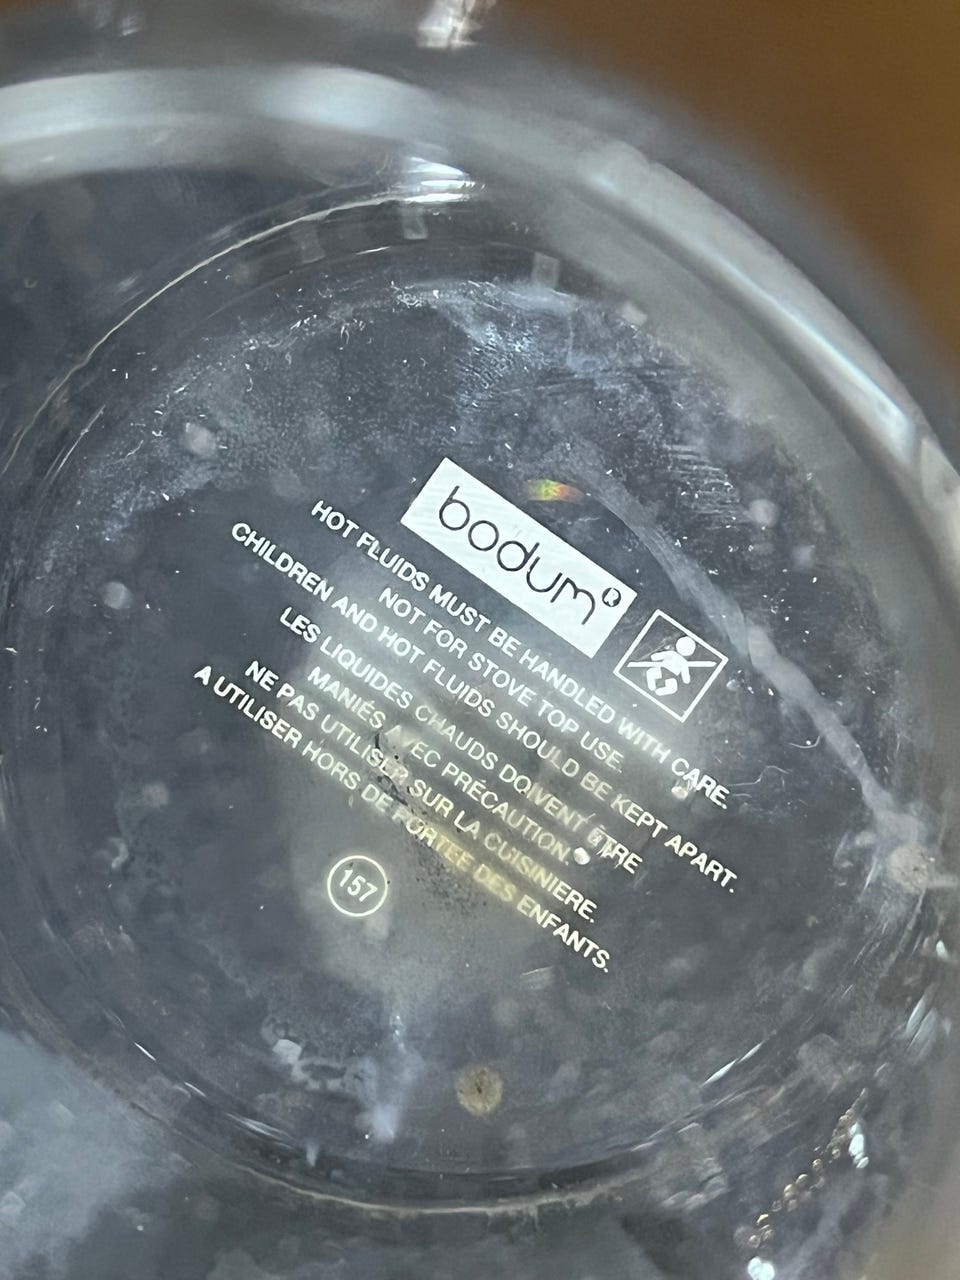 bodum®
HOT FLUIDS MUST BE HANDLED WITH CARE.
NOT FOR STOVE TOP USE.
CHILDREN AND HOT FLUIDS SHOULD BE KEPT APART.
LES LIQUIDES CHAUDS DOIVENT ÊTRE
MANIÉS AVEC PRÉCAUTION.
NE PAS UTILISER SUR LA CUISINIERE.
A UTILISER HORS DE PORTEE DES ENFANTS.
157